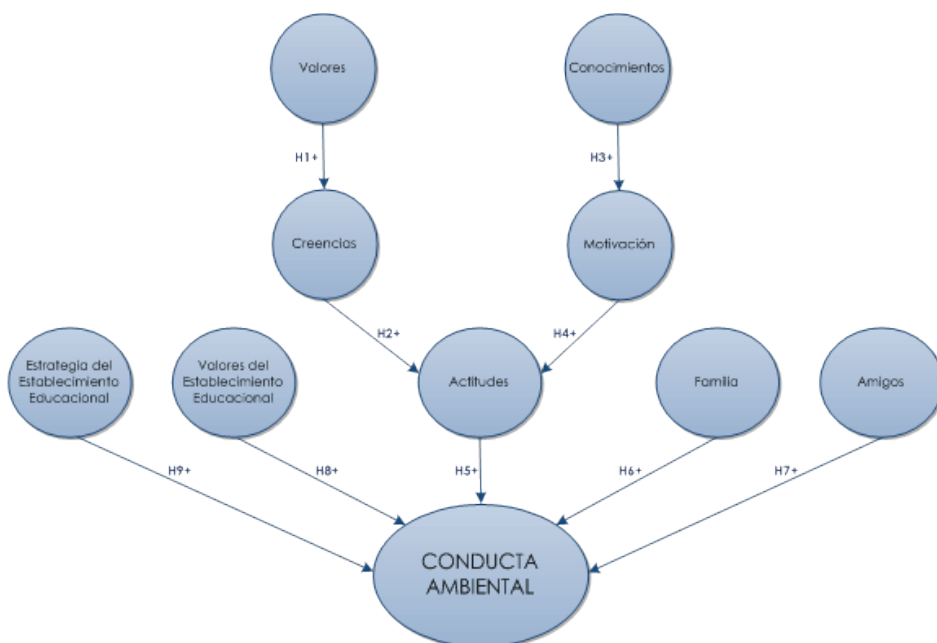 Valores
Conocimientos
H1+
H3+
Creencias
Motivación
H2+
H4+
Estrategia del
Establecimiento
Educacional
Valores del
Establecimiento
Educacional
Actitudes
Familia
Amigos
H9+
H8+
H5+
H6+
H7+
CONDUCTA
AMBIENTAL